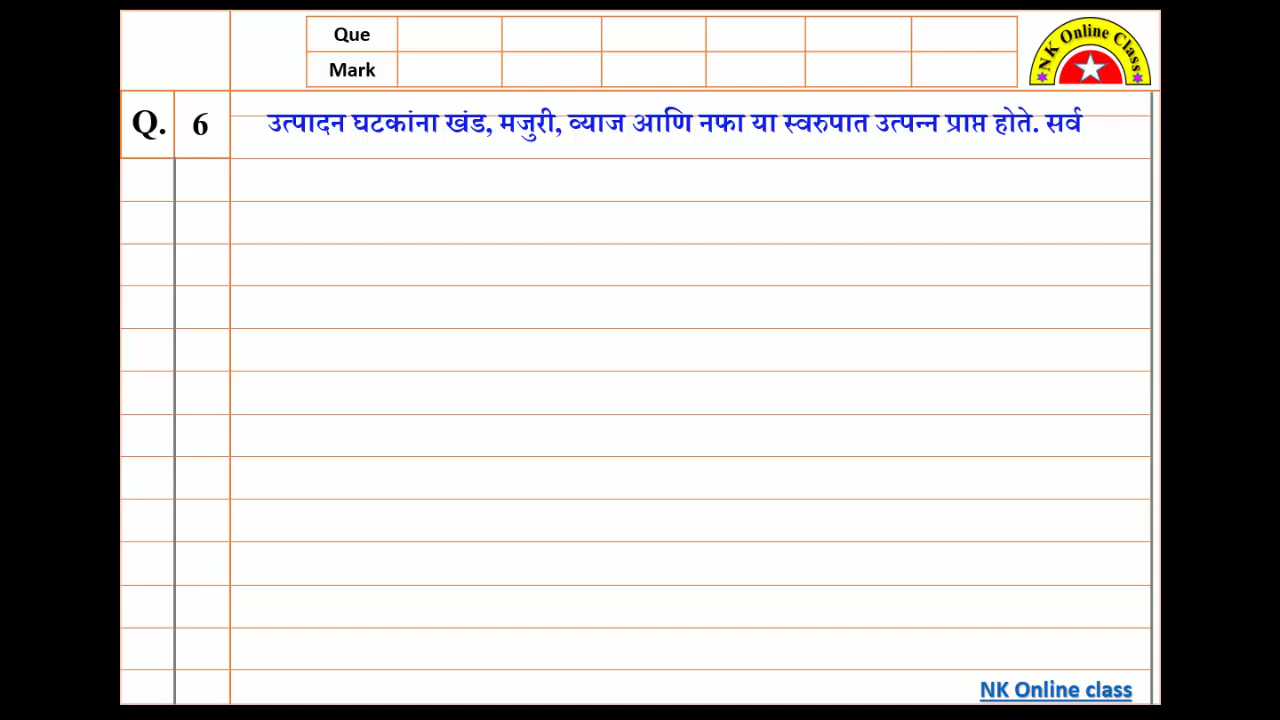 Que
Mark
NK Online Class
Q. 6 उत्पादन घटकांना खंड, मजुरी, व्याज आणि नफा या स्वरुपात उत्पन्न प्राप्त होते. सर्व
NK Online class